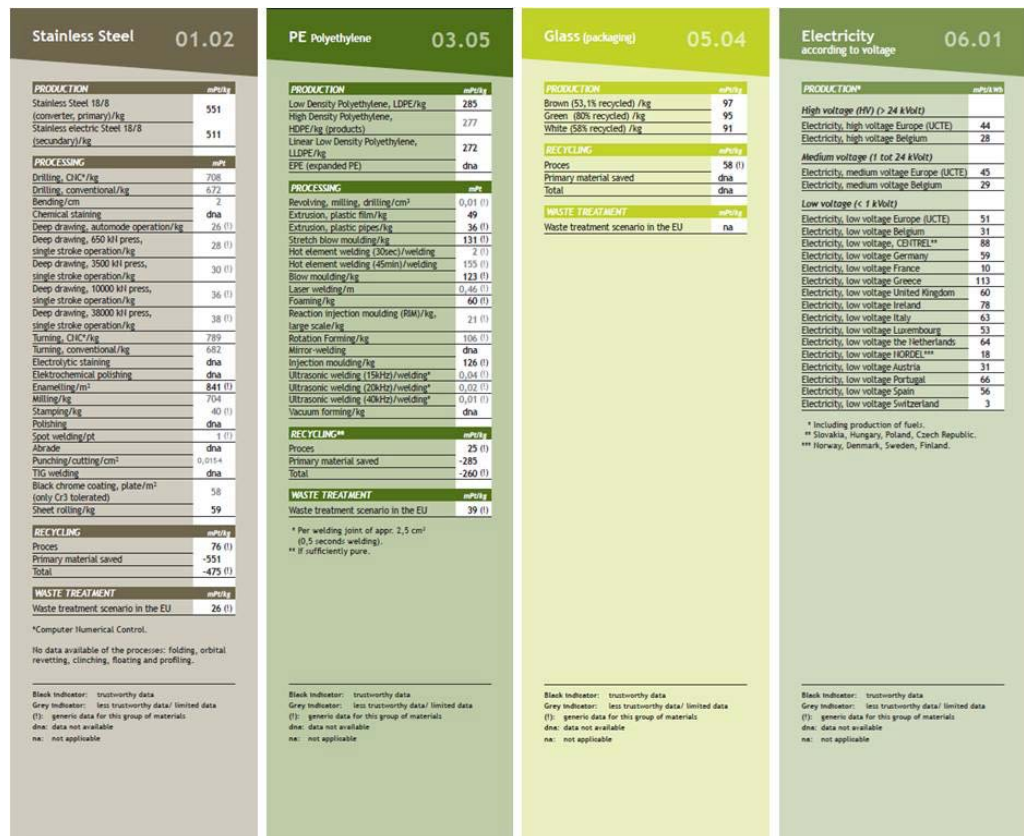 Stainless Steel 01.02
PRODUCTION mPt/kg
Stainless Steel 18/8
(converter, primary)/kg 551
Stainless electric Steel 18/8
(secundary)/kg 511
PROCESSING mPt
Drilling, CNC*/kg 708
Drilling, conventional/kg 672
Bending/cm 2
Chemical staining dna
Deep drawing, automode operation/kg 26 (!)
Deep drawing, 650 kN press,
single stroke operation/kg 28 (!)
Deep drawing, 3500 kN press,
single stroke operation/kg 30 (!)
Deep drawing, 10000 kN press,
single stroke operation/kg 36 (!)
Deep drawing, 38000 kN press,
single stroke operation/kg 38 (!)
Turning, CNC*/kg 789
Turning, conventional/kg 682
Electrolytic staining dna
Elektrochemical polishing dna
Enamelling/m² 841 (!)
Milling/kg 704
Stamping/kg 40 (!)
Polishing dna
Spot welding/pt 1 (!)
Abrade dna
Punching/cutting/cm² 0,0154
TIG welding dna
Black chrome coating, plate/m²
(only Cr3 tolerated) 58
Sheet rolling/kg 59
RECYCLING mPt/kg
Proces 76 (!)
Primary material saved -551
Total -475 (!)
WASTE TREATMENT mPt/kg
Waste treatment scenario in the EU 26 (!)
*Computer Numerical Control.
No data available of the processes: folding, orbital
revetting, clinching, floating and profiling.
Black indicator: trustworthy data
Grey indicator: less trustworthy data/ limited data
(!): generic data for this group of materials
dna: data not available
na: not applicable
PE Polyethylene 03.05
PRODUCTION mPt/kg
Low Density Polyethylene, LDPE/kg 285
High Density Polyethylene,
HDPE/kg (products) 277
Linear Low Density Polyethylene,
LLDPE/kg 272
EPE (expanded PE) dna
PROCESSING mPt
Revolving, milling, drilling/cm³ 0,01 (!)
Extrusion, plastic film/kg 49
Extrusion, plastic pipes/kg 36 (!)
Stretch blow moulding/kg 131 (!)
Hot element welding (30sec)/welding 2 (!)
Hot element welding (45min)/welding 155 (!)
Blow moulding/kg 123 (!)
Laser welding/m 0,46 (!)
Foaming/kg 60 (!)
Reaction injection moulding (RIM)/kg,
large scale/kg 21 (!)
Rotation Forming/kg 106 (!)
Mirror-welding dna
Injection moulding/kg 126 (!)
Ultrasonic welding (15kHz)/welding* 0,04 (!)
Ultrasonic welding (20kHz)/welding* 0,02 (!)
Ultrasonic welding (40kHz)/welding* 0,01 (!)
Vacuum forming/kg dna
RECYCLING** mPt/kg
Proces 25 (!)
Primary material saved -285
Total -260 (!)
WASTE TREATMENT mPt/kg
Waste treatment scenario in the EU 39 (!)
* Per welding joint of appr. 2,5 cm²
(0,5 seconds welding).
** If sufficiently pure.
Black indicator: trustworthy data
Grey indicator: less trustworthy data/ limited data
(!): generic data for this group of materials
dna: data not available
na: not applicable
Glass (packaging) 05.04
PRODUCTION mPt/kg
Brown (53,1% recycled) /kg 97
Green (80% recycled) /kg 95
White (58% recycled) /kg 91
RECYCLING mPt/kg
Proces 58 (!)
Primary material saved dna
Total dna
WASTE TREATMENT mPt/kg
Waste treatment scenario in the EU na
Black indicator: trustworthy data
Grey indicator: less trustworthy data/ limited data
(!): generic data for this group of materials
dna: data not available
na: not applicable
Electricity 06.01
according to voltage
PRODUCTION* mPt/kWh
High voltage (HV) (> 24 kVolt)
Electricity, high voltage Europe (UCTE) 44
Electricity, high voltage Belgium 28
Medium voltage (1 tot 24 kVolt)
Electricity, medium voltage Europe (UCTE) 45
Electricity, medium voltage Belgium 29
Low voltage (< 1 kVolt)
Electricity, low voltage Europe (UCTE) 51
Electricity, low voltage Belgium 31
Electricity, low voltage, CENTREL** 88
Electricity, low voltage Germany 59
Electricity, low voltage France 10
Electricity, low voltage Greece 113
Electricity, low voltage United Kingdom 60
Electricity, low voltage Ireland 78
Electricity, low voltage Italy 63
Electricity, low voltage Luxembourg 53
Electricity, low voltage the Netherlands 64
Electricity, low voltage NORDEL*** 18
Electricity, low voltage Austria 31
Electricity, low voltage Portugal 66
Electricity, low voltage Spain 56
Electricity, low voltage Switzerland 3
* Including production of fuels.
** Slovakia, Hungary, Poland, Czech Republic.
*** Norway, Denmark, Sweden, Finland.
Black indicator: trustworthy data
Grey indicator: less trustworthy data/ limited data
(!): generic data for this group of materials
dna: data not available
na: not applicable